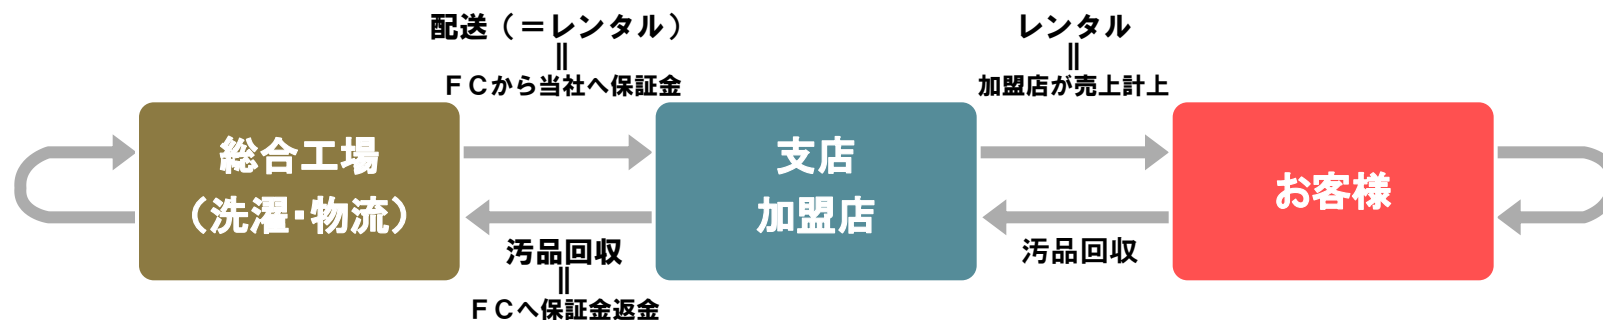 配送(＝レンタル)
||
ＦＣから当社へ保証金
レンタル
||
加盟店が売上計上
総合工場
(洗濯・物流)
支店
加盟店
お客様
汚品回収
||
ＦＣへ保証金返金
汚品回収